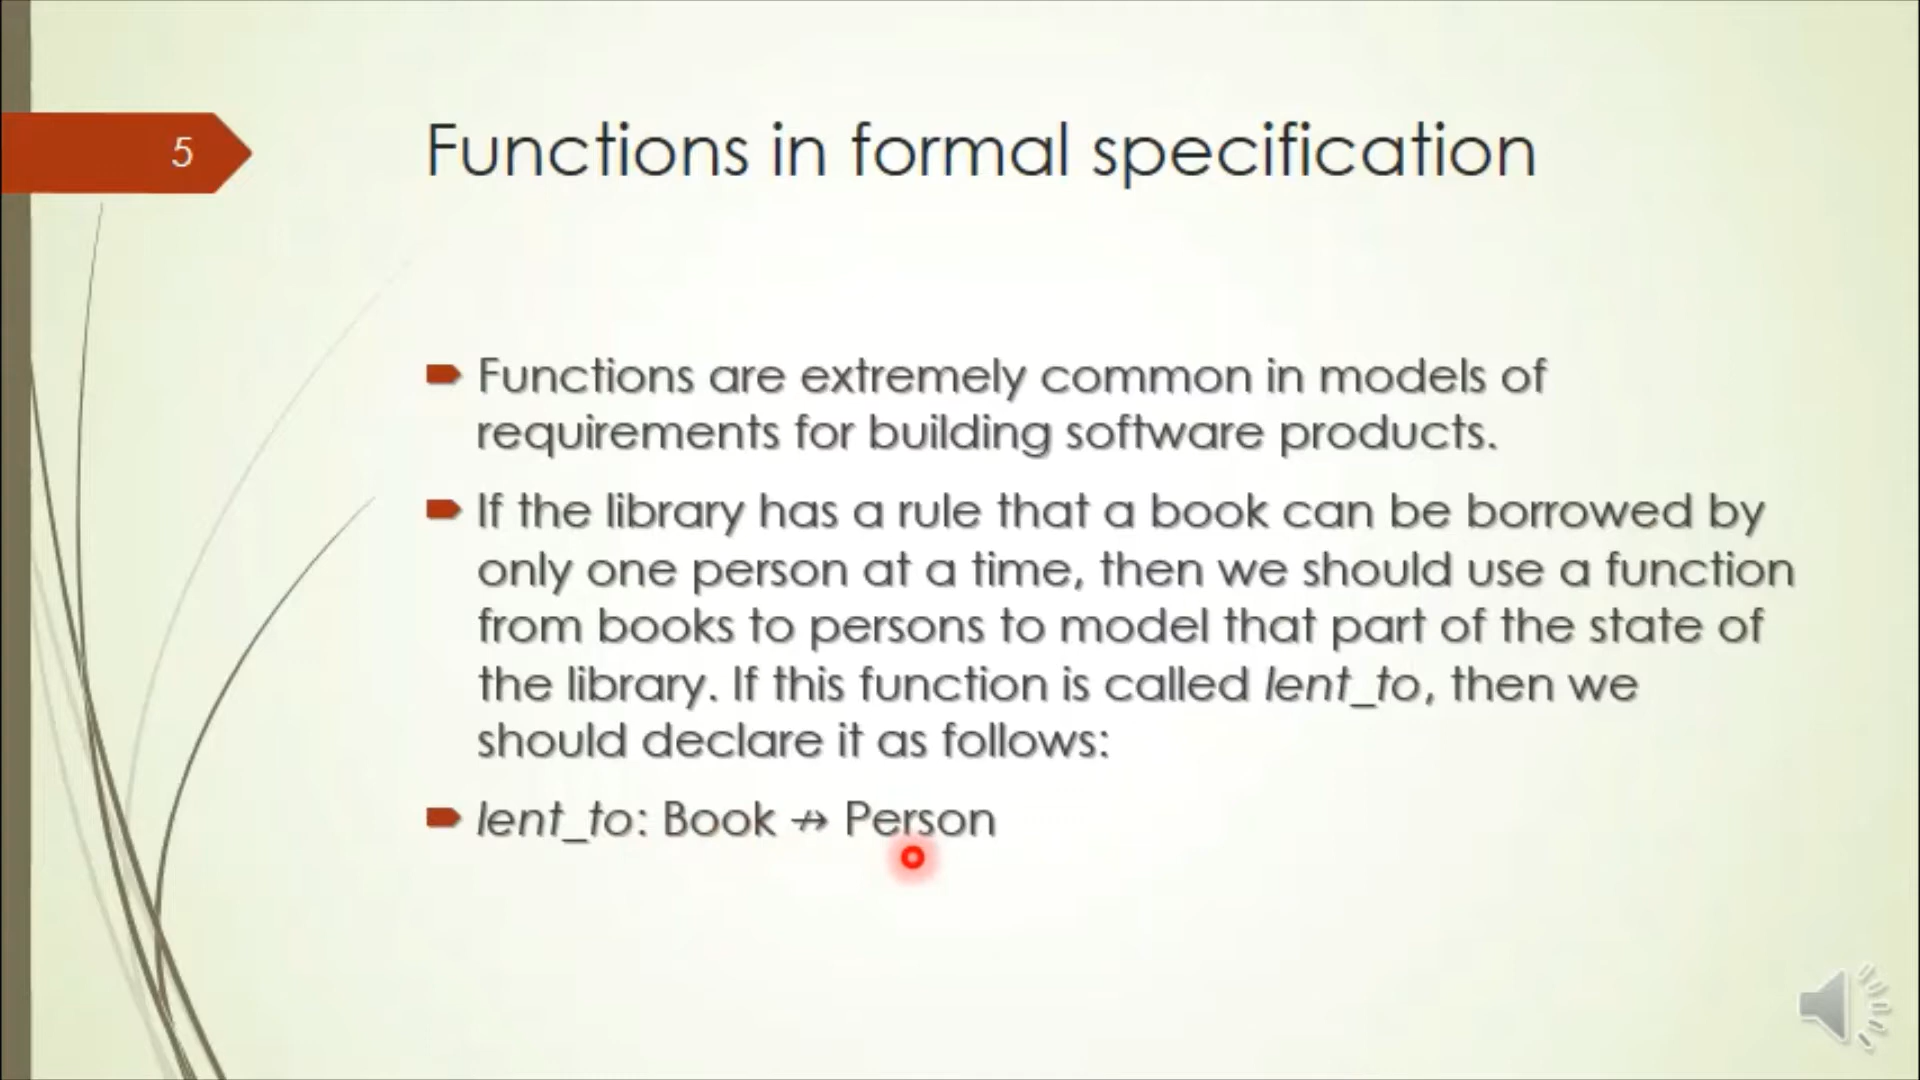 5
Functions in formal specification
Functions are extremely common in models of
requirements for building software products.
If the library has a rule that a book can be borrowed by
only one person at a time, then we should use a function
from books to persons to model that part of the state of
the library. If this function is called lent_to, then we
should declare it as follows:
lent_to: Book ⇸ Person